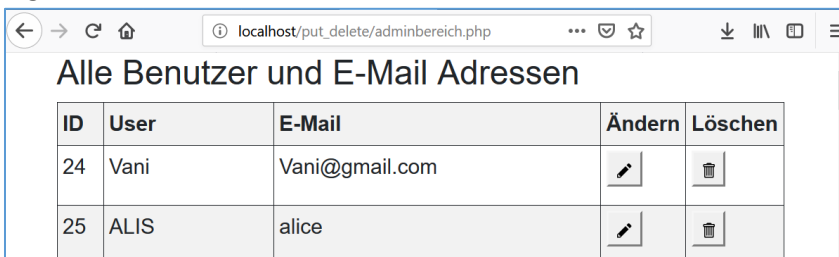 localhost/put_delete/adminbereich.php
Alle Benutzer und E-Mail Adressen
ID User E-Mail Ändern Löschen
24 Vani Vani@gmail.com
25 ALIS alice